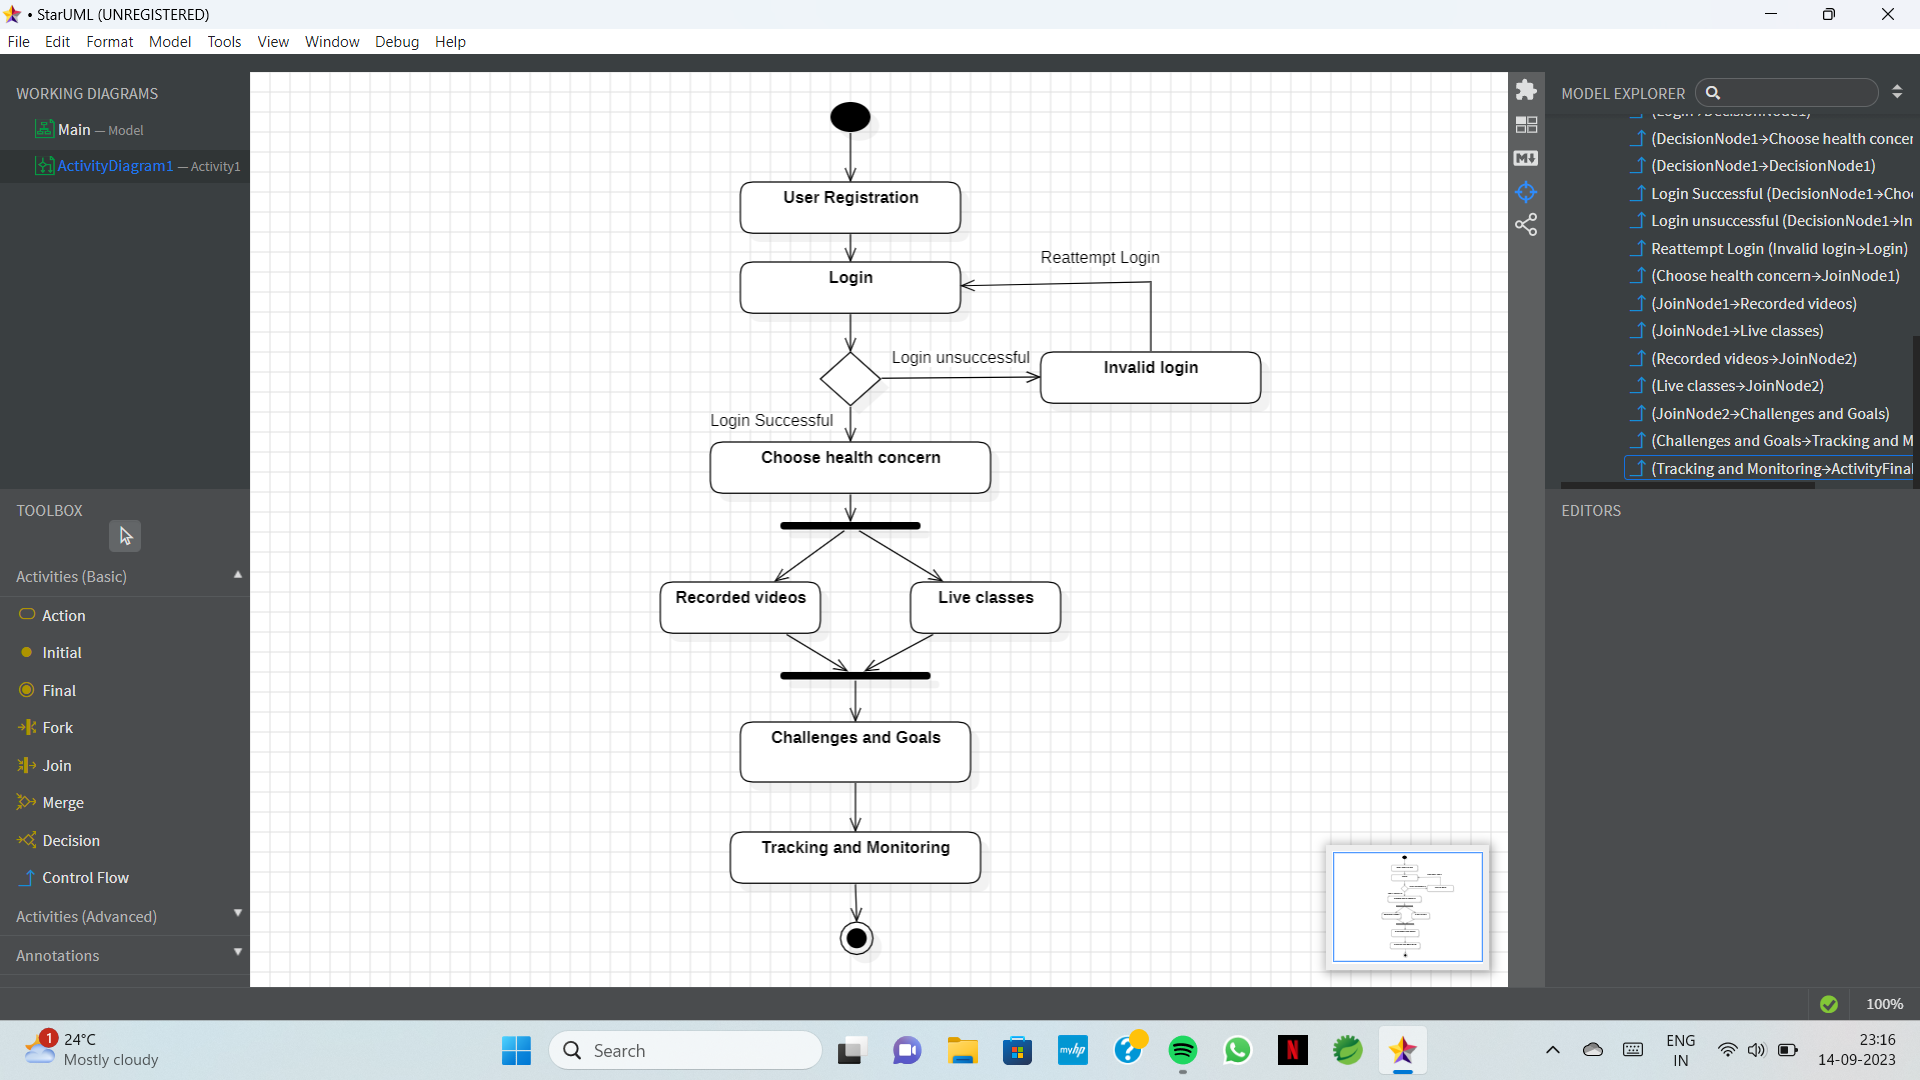 • StarUML (UNREGISTERED)
File Edit Format Model Tools View Window Debug Help
WORKING DIAGRAMS
Main — Model
ActivityDiagram1 — Activity1
TOOLBOX
Activities (Basic)
Action
Initial
Final
Fork
Join
Merge
Decision
Control Flow
Activities (Advanced)
Annotations
User Registration
Reattempt Login
Login
Login unsuccessful
Invalid login
Login Successful
Choose health concern
Recorded videos
Live classes
Challenges and Goals
Tracking and Monitoring
MODEL EXPLORER
(Login→DecisionNode1)
(DecisionNode1→Choose health concer
(DecisionNode1→DecisionNode1)
Login Successful (DecisionNode1→Cho
Login unsuccessful (DecisionNode1→In
Reattempt Login (Invalid login→Login)
(Choose health concern→JoinNode1)
(JoinNode1→Recorded videos)
(JoinNode1→Live classes)
(Recorded videos→JoinNode2)
(Live classes→JoinNode2)
(JoinNode2→Challenges and Goals)
(Challenges and Goals→Tracking and M
(Tracking and Monitoring→ActivityFinal
EDITORS
100%
1
24°C
Mostly cloudy
Search
myhp
N
ENG
IN
23:16
14-09-2023